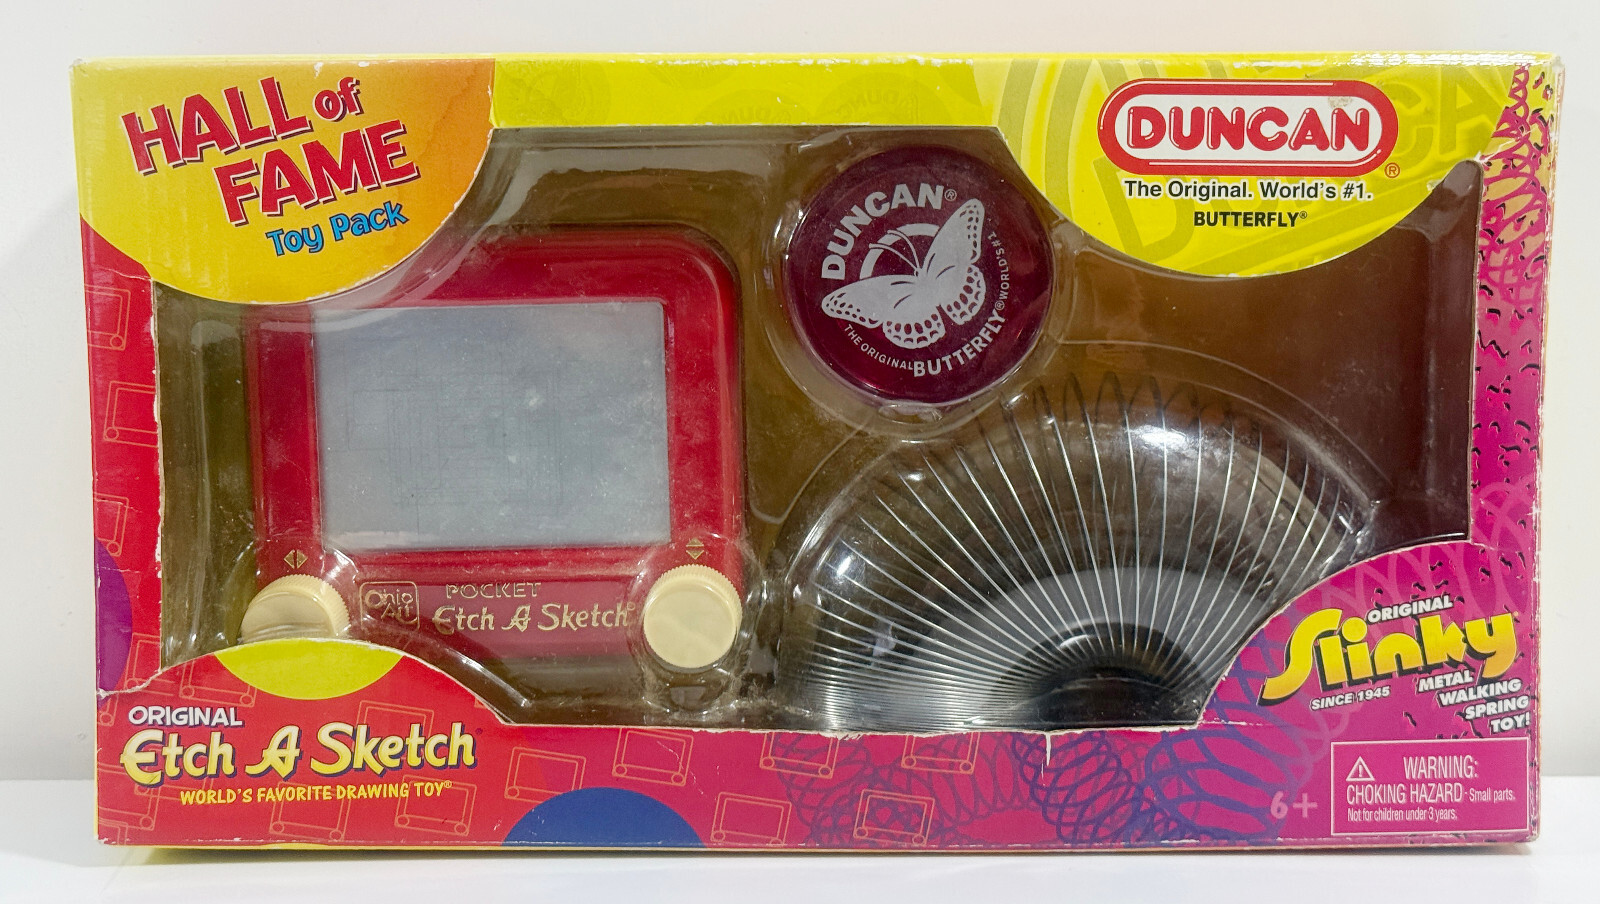 HALL of
FAME
Toy Pack
DUNCAN®
The Original. World's #1.
BUTTERFLY®
DUNCAN®
THE ORIGINAL BUTTERFLY® WORLD'S #1
Ohio
Art
POCKET
Etch A Sketch®
ORIGINAL
Etch A Sketch
WORLD'S FAVORITE DRAWING TOY®
ORIGINAL
Slinky
SINCE 1945
METAL
WALKING
SPRING
TOY!
6+
WARNING:
CHOKING HAZARD - Small parts.
Not for children under 3 years.